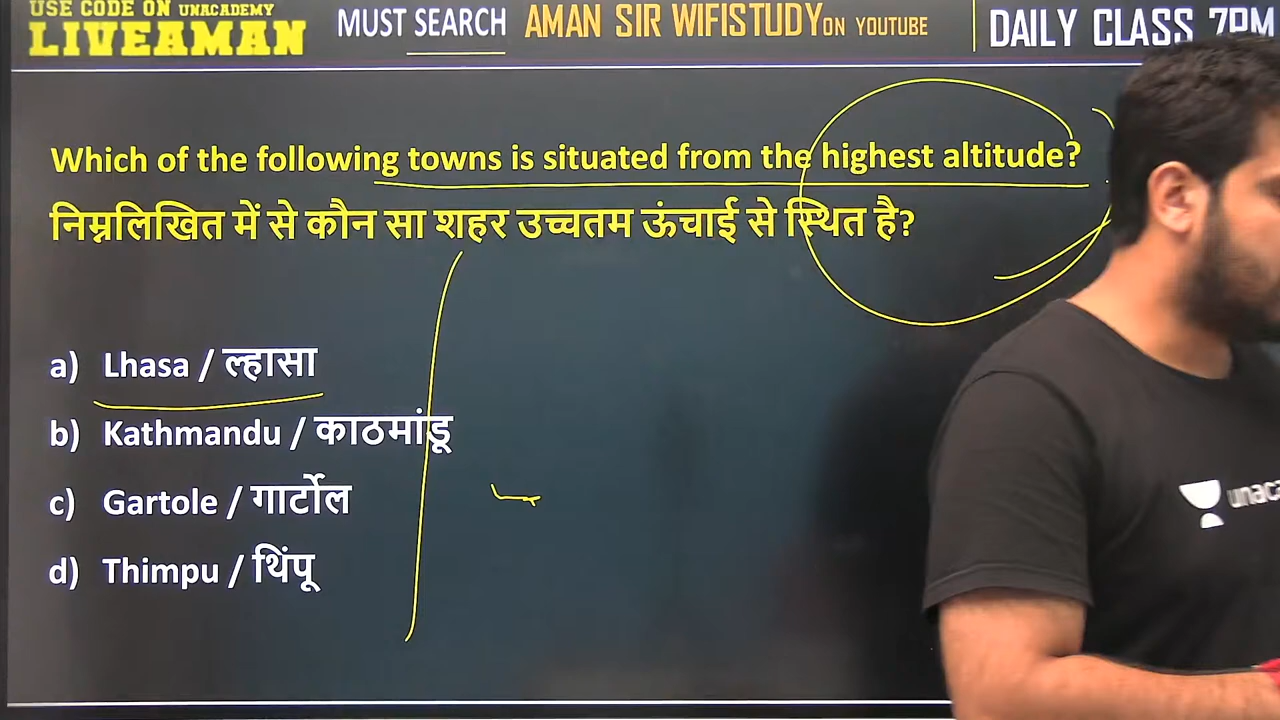 USE CODE ON UNACADEMY
LIVEAMAN
MUST SEARCH AMAN SIR WIFISTUDY ON YOUTUBE
DAILY CLASS 7PM
Which of the following towns is situated from the highest altitude?
निम्नलिखित में से कौन सा शहर उच्चतम ऊंचाई से स्थित है?
a) Lhasa / ल्हासा
b) Kathmandu / काठमांडू
c) Gartole / गार्टोल
d) Thimpu / थिंपू